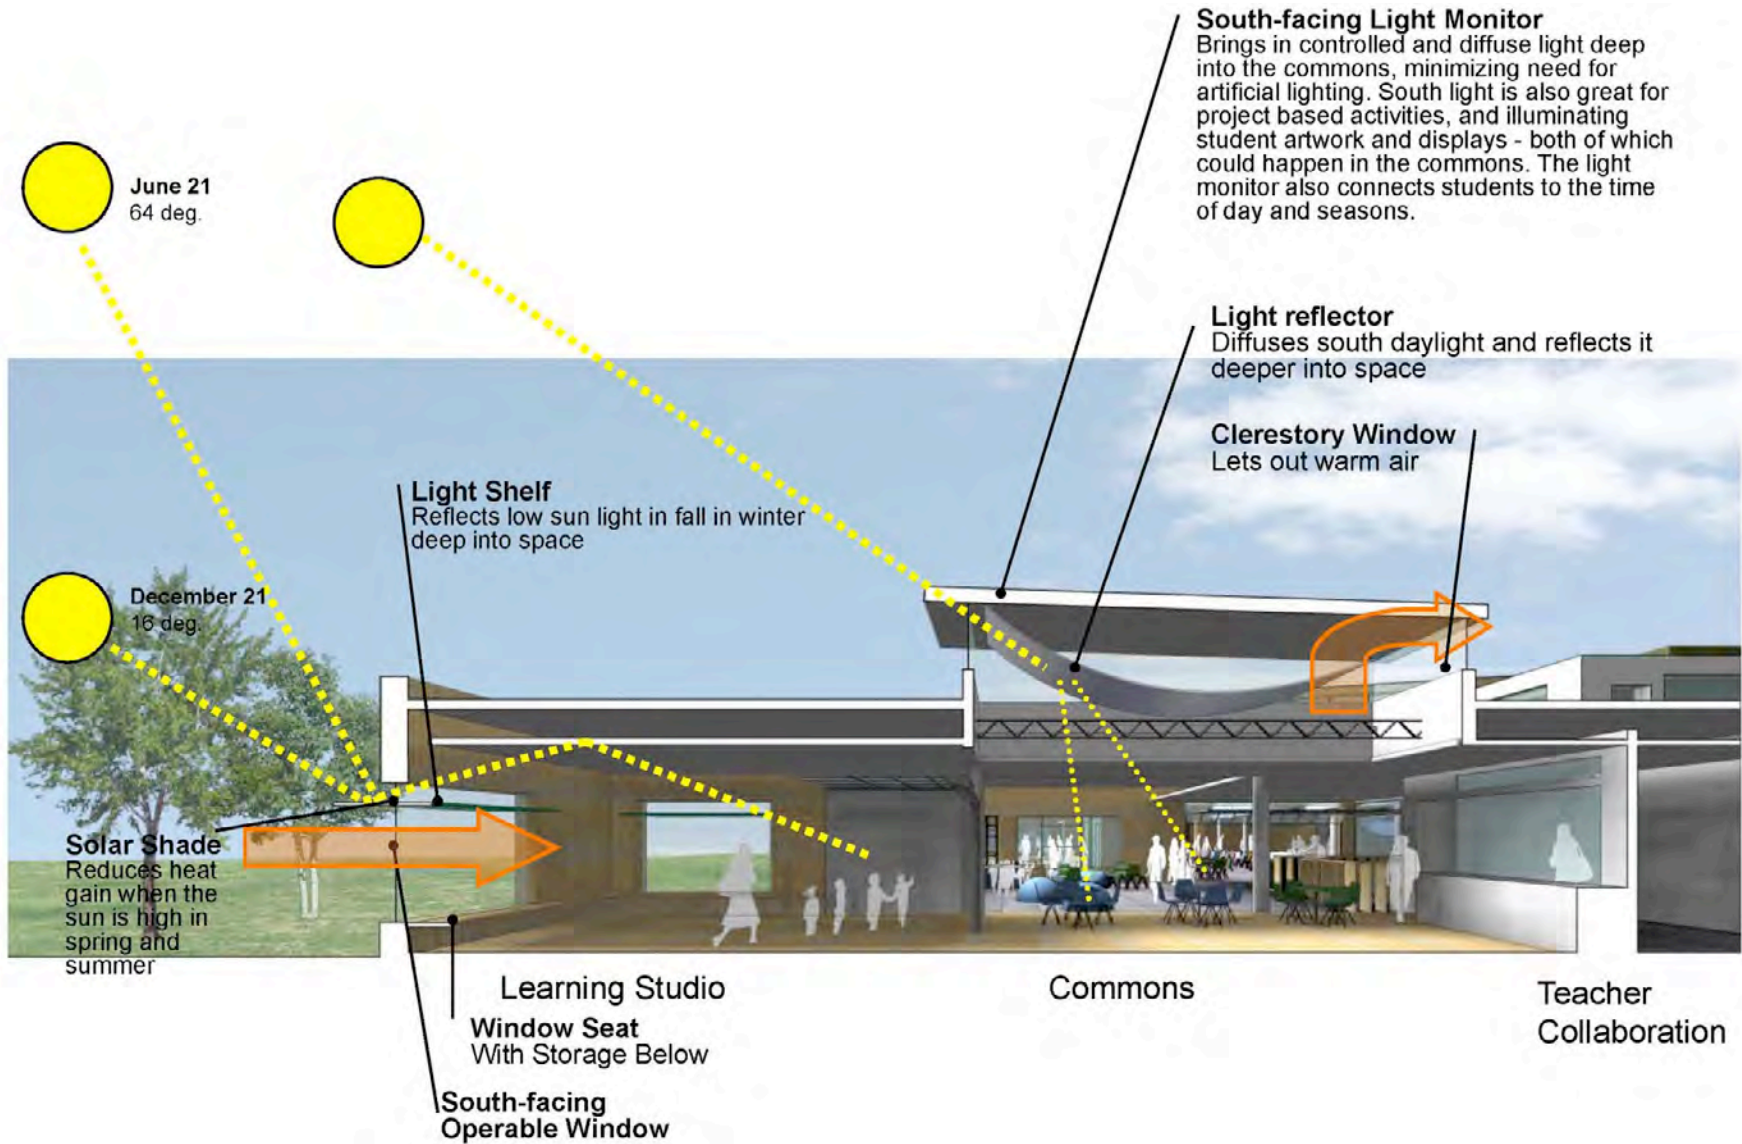 South-facing Light Monitor
Brings in controlled and diffuse light deep
into the commons, minimizing need for
artificial lighting. South light is also great for
project based activities, and illuminating
student artwork and displays - both of which
could happen in the commons. The light
monitor also connects students to the time
of day and seasons.
June 21
64 deg.
Light reflector
Diffuses south daylight and reflects it
deeper into space
Clerestory Window
Lets out warm air
Light Shelf
Reflects low sun light in fall in winter
deep into space
December 21
16 deg.
Solar Shade
Reduces heat
gain when the
sun is high in
spring and
summer
Learning Studio
Commons
Teacher
Collaboration
Window Seat
With Storage Below
South-facing
Operable Window